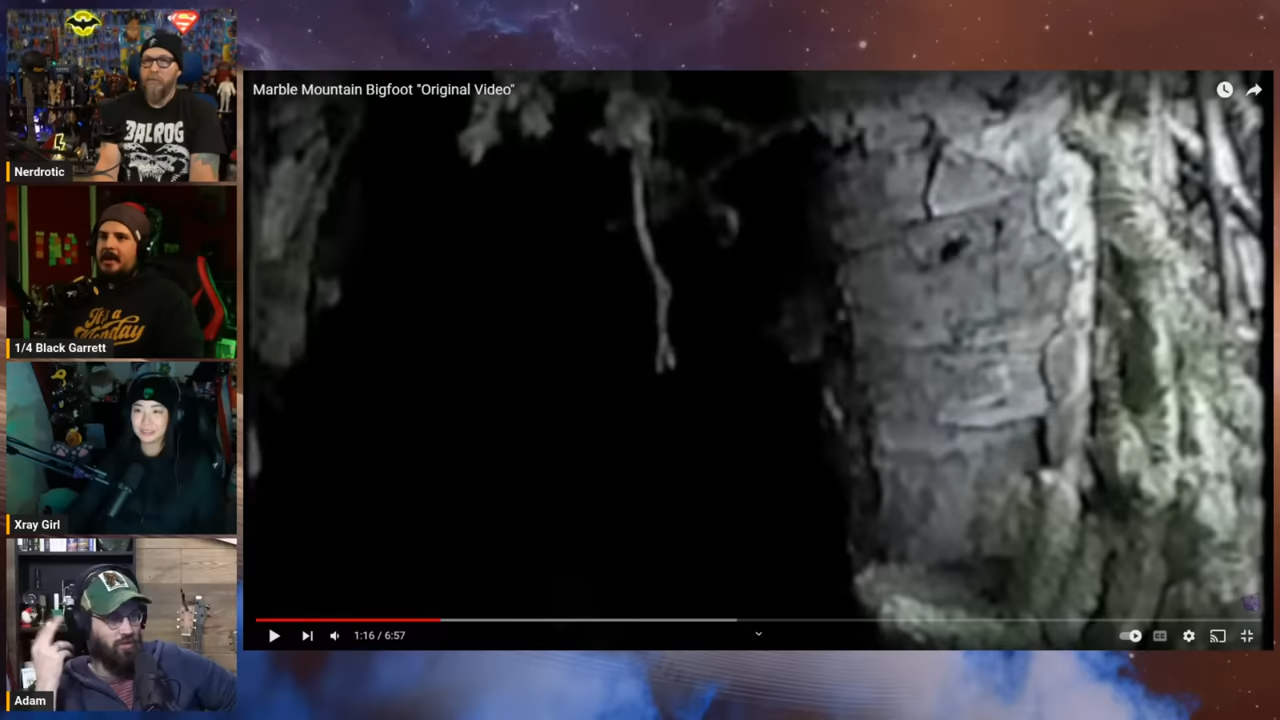 Marble Mountain Bigfoot "Original Video"
BALROG
Nerdrotic
It's a
Monday
1/4 Black Garrett
Xray Girl
Adam
1:16 / 6:57
CC